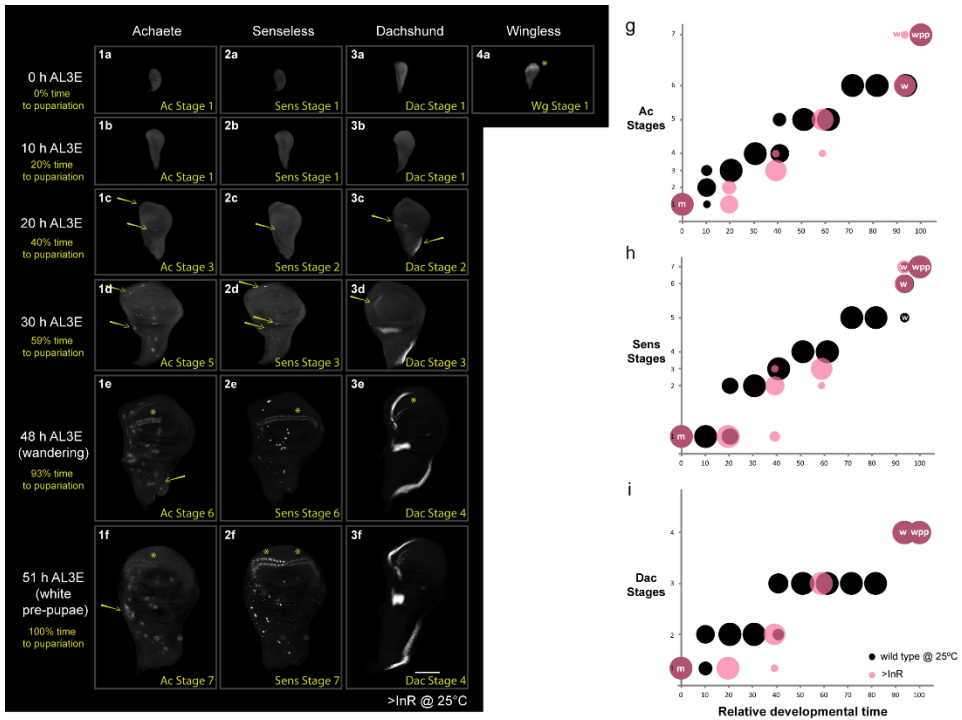 Achaete Senseless Dachshund Wingless
0 h AL3E
0% time
to pupariation
1a
Ac Stage 1
2a
Sens Stage 1
3a
Dac Stage 1
4a
*
Wg Stage 1
10 h AL3E
20% time
to pupariation
1b
Ac Stage 1
2b
Sens Stage 1
3b
Dac Stage 1
20 h AL3E
40% time
to pupariation
1c
Ac Stage 3
2c
Sens Stage 2
3c
Dac Stage 2
30 h AL3E
59% time
to pupariation
1d
Ac Stage 5
2d
Sens Stage 3
3d
Dac Stage 3
48 h AL3E
(wandering)
93% time
to pupariation
1e
*
Ac Stage 6
2e
*
Sens Stage 6
3e
*
Dac Stage 4
51 h AL3E
(white
pre-pupae)
100% time
to pupariation
1f
*
Ac Stage 7
2f
* *
Sens Stage 7
3f
Dac Stage 4
>InR @ 25°C
g
Ac
Stages
7
6
5
4
3
2
1
m
w
w
wpp
0 10 20 30 40 50 60 70 80 90 100
h
Sens
Stages
7
6
5
4
3
2
1
m
w
w
w
wpp
0 10 20 30 40 50 60 70 80 90 100
i
Dac
Stages
4
3
2
1
m
w
wpp
wild type @ 25ºC
>InR
0 10 20 30 40 50 60 70 80 90 100
Relative developmental time